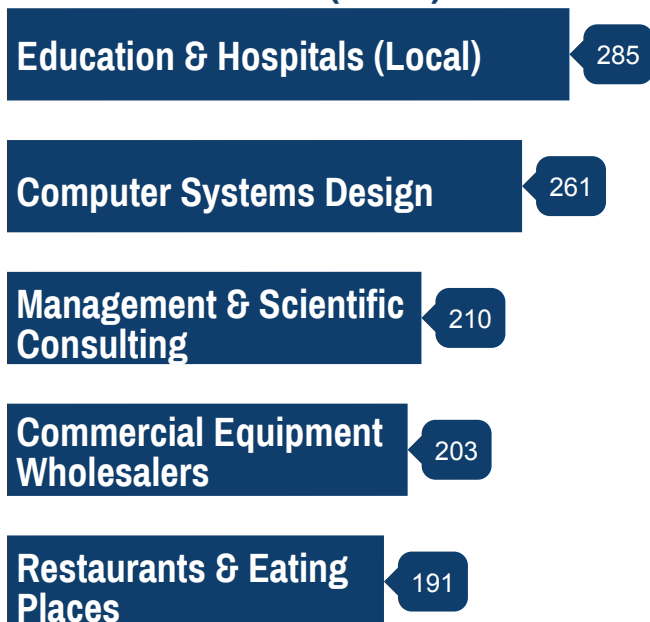 Education & Hospitals (Local)
285
Computer Systems Design
261
Management & Scientific
Consulting
210
Commercial Equipment
Wholesalers
203
Restaurants & Eating
Places
191